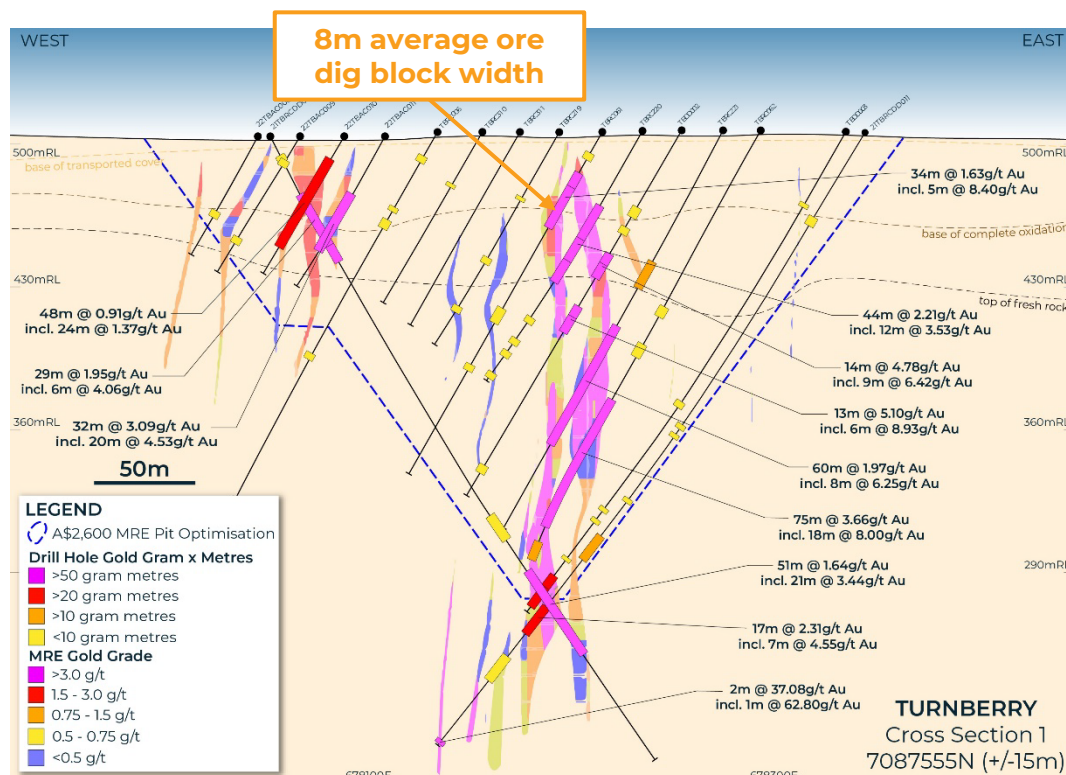 8m average ore
dig block width
WEST
EAST
500mRL
500mRL
base of transported cover
base of complete oxidation
430mRL
430mRL
top of fresh rock
360mRL
360mRL
290mRL
34m @ 1.63g/t Au
incl. 5m @ 8.40g/t Au
44m @ 2.21g/t Au
incl. 12m @ 3.53g/t Au
14m @ 4.78g/t Au
incl. 9m @ 6.42g/t Au
13m @ 5.10g/t Au
incl. 6m @ 8.93g/t Au
60m @ 1.97g/t Au
incl. 8m @ 6.25g/t Au
75m @ 3.66g/t Au
incl. 18m @ 8.00g/t Au
51m @ 1.64g/t Au
incl. 21m @ 3.44g/t Au
17m @ 2.31g/t Au
incl. 7m @ 4.55g/t Au
2m @ 37.08g/t Au
incl. 1m @ 62.80g/t Au
48m @ 0.91g/t Au
incl. 24m @ 1.37g/t Au
29m @ 1.95g/t Au
incl. 6m @ 4.06g/t Au
32m @ 3.09g/t Au
incl. 20m @ 4.53g/t Au
50m
LEGEND
A$2,600 MRE Pit Optimisation
Drill Hole Gold Gram x Metres
>50 gram metres
>20 gram metres
>10 gram metres
<10 gram metres
MRE Gold Grade
>3.0 g/t
1.5 - 3.0 g/t
0.75 - 1.5 g/t
0.5 - 0.75 g/t
<0.5 g/t
TURNBERRY
Cross Section 1
7087555N (+/-15m)